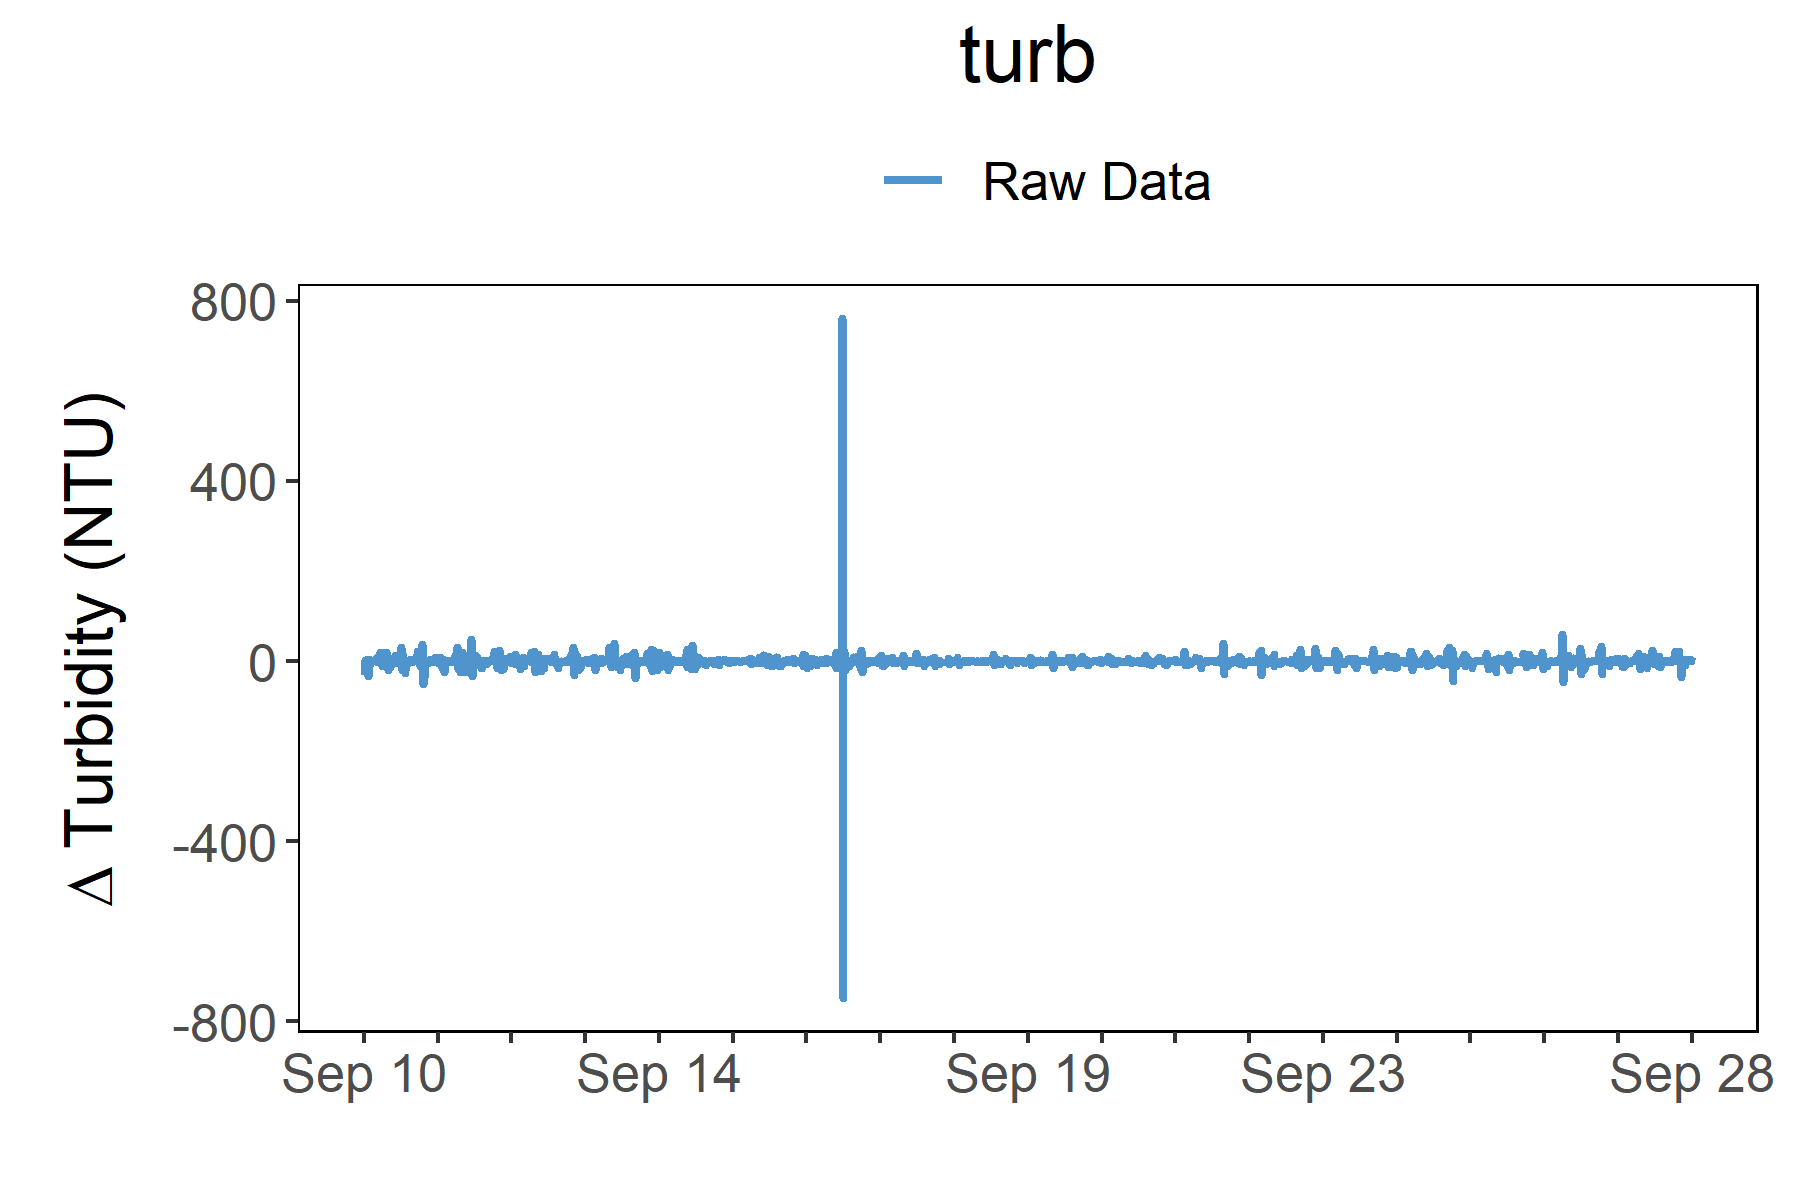 turb
Raw Data
Δ Turbidity (NTU)
800
400
0
-400
-800
Sep 10
Sep 14
Sep 19
Sep 23
Sep 28